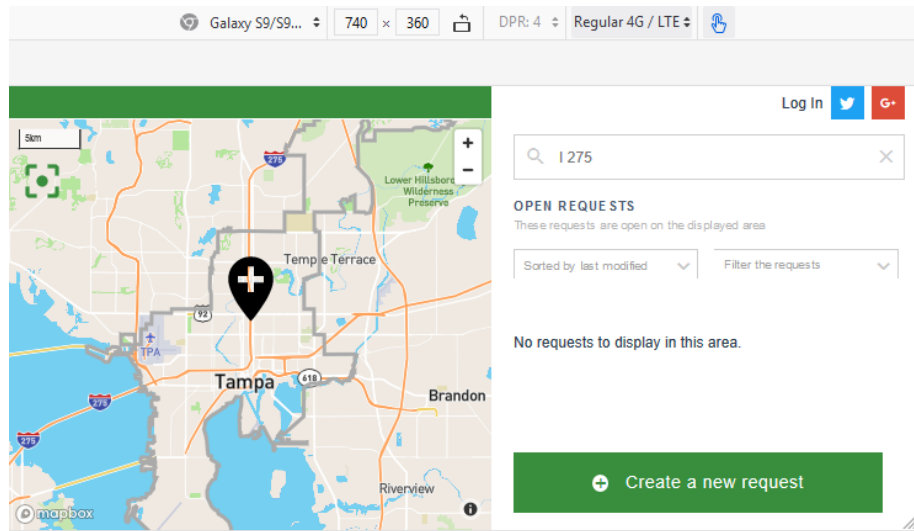 Galaxy S9/S9... 740 × 360 DPR: 4 Regular 4G / LTE
Log In G+
5km
+
−
I 275
OPEN REQUESTS
These requests are open on the displayed area
Sorted by last modified Filter the requests
No requests to display in this area.
Create a new request
275
Lower Hillsboro
Wilderness
Preserve
Temple Terrace
92
TPA
Tampa
618
Brandon
275
275
Riverview
mapbox